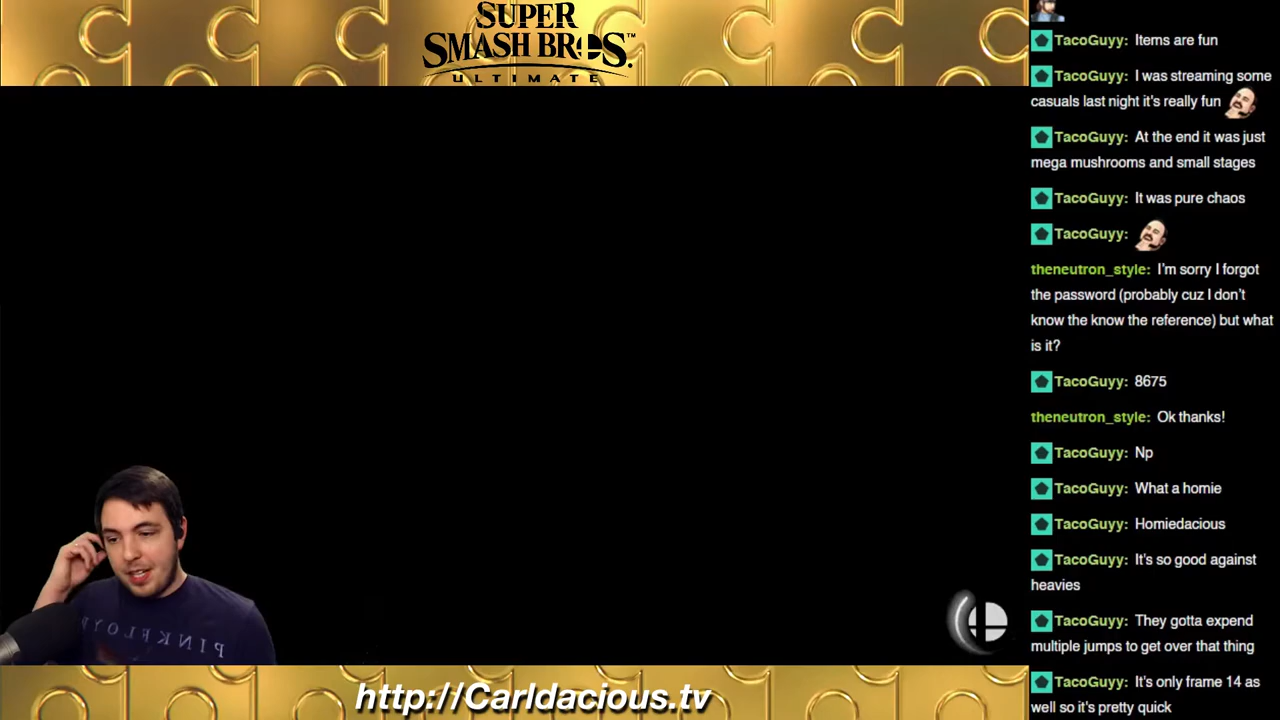 SUPER
SMASH BROS.™
ULTIMATE
TacoGuyy: Items are fun
TacoGuyy: I was streaming some
casuals last night it's really fun
TacoGuyy: At the end it was just
mega mushrooms and small stages
TacoGuyy: It was pure chaos
TacoGuyy:
theneutron_style: I'm sorry I forgot
the password (probably cuz I don't
know the know the reference) but what
is it?
TacoGuyy: 8675
theneutron_style: Ok thanks!
TacoGuyy: Np
TacoGuyy: What a homie
TacoGuyy: Homiedacious
TacoGuyy: It's so good against
heavies
TacoGuyy: They gotta expend
multiple jumps to get over that thing
TacoGuyy: It's only frame 14 as
well so it's pretty quick
PINK FLOYD
http://Carldacious.tv